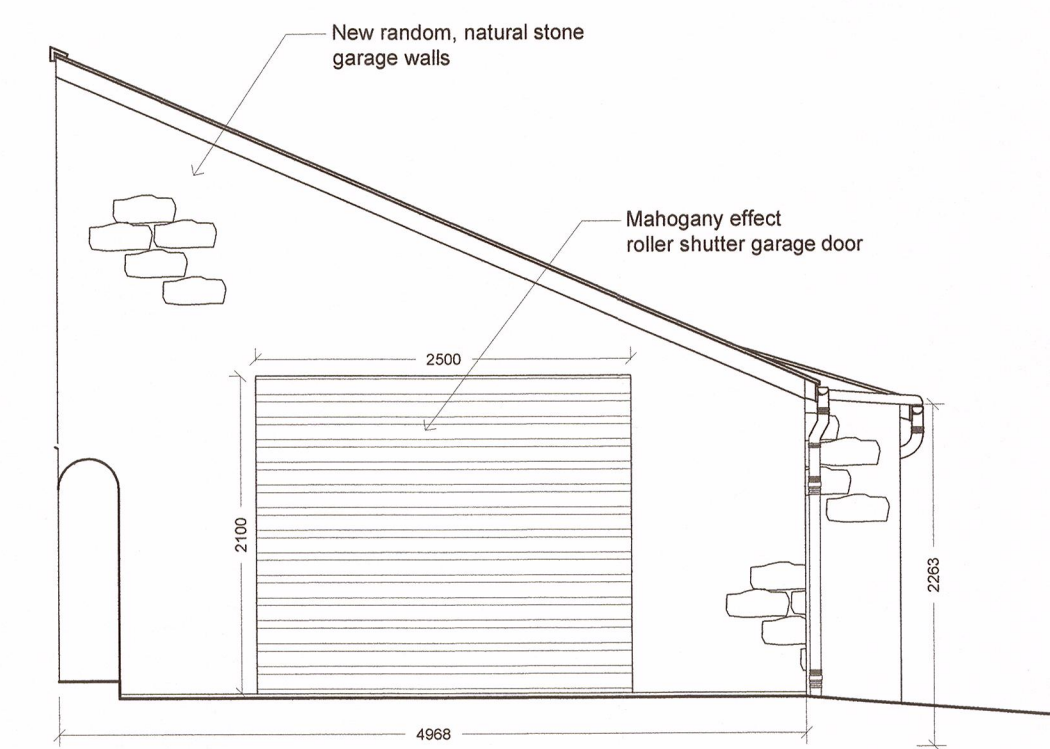 New random, natural stone
garage walls
Mahogany effect
roller shutter garage door
2500
2100
2263
4968